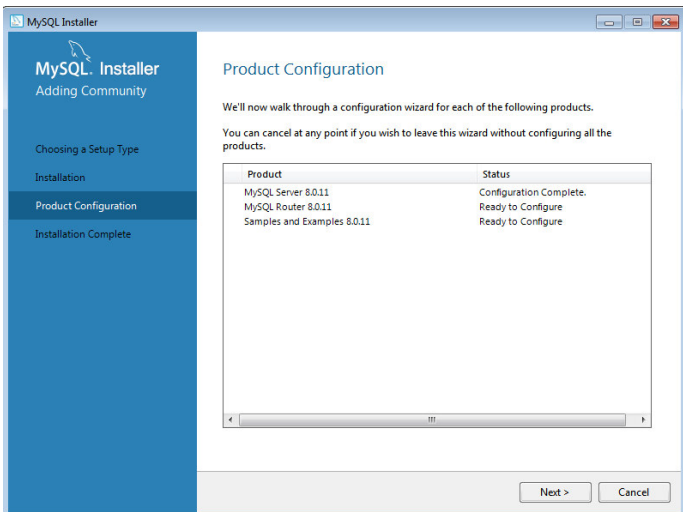 MySQL Installer
MySQL. Installer
Adding Community
Choosing a Setup Type
Installation
Product Configuration
Installation Complete
Product Configuration
We'll now walk through a configuration wizard for each of the following products.
You can cancel at any point if you wish to leave this wizard without configuring all the
products.
Product Status
MySQL Server 8.0.11 Configuration Complete.
MySQL Router 8.0.11 Ready to Configure
Samples and Examples 8.0.11 Ready to Configure
Next > Cancel